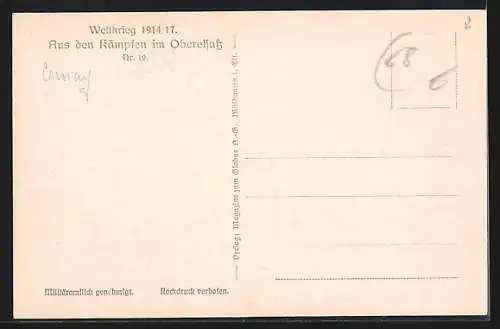 Weltkrieg 1914/17.
Aus den Kämpfen im Oberelsaß
Nr. 19.
Cernay
68
6
Verlag: Magazine zum Globus A.-G., Mülhausen i. Els.
Militäramtlich genehmigt. Nachdruck verboten.